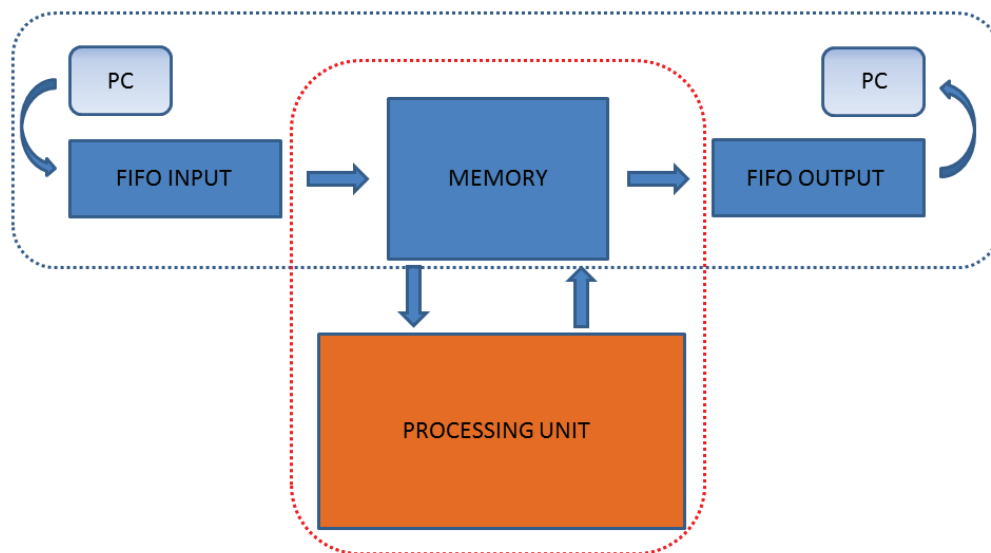 PC
PC
FIFO INPUT
MEMORY
FIFO OUTPUT
PROCESSING UNIT